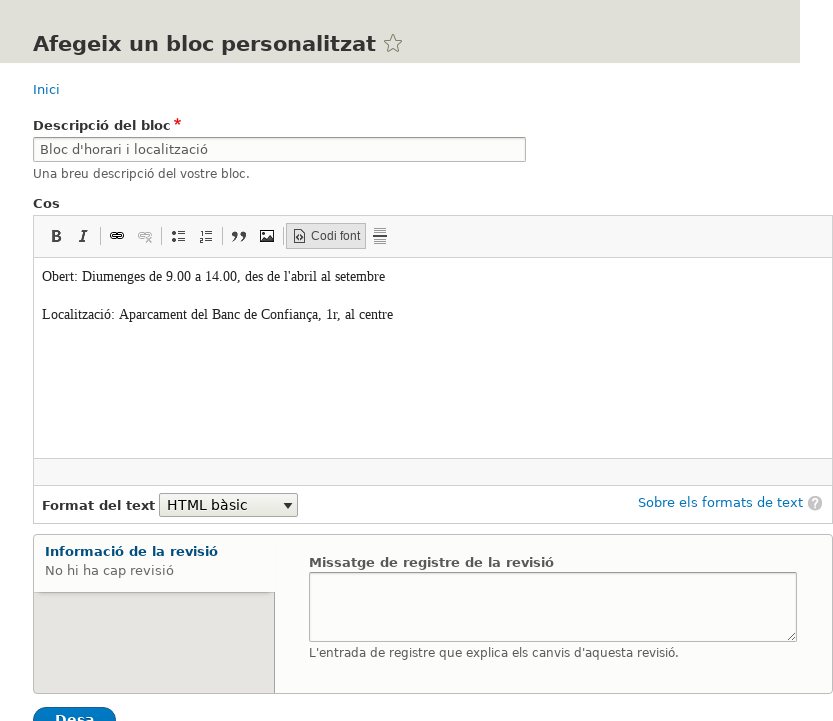 Afegeix un bloc personalitzat
Inici
Descripció del bloc*
Bloc d'horari i localització
Una breu descripció del vostre bloc.
Cos
B I Codi font
Obert: Diumenges de 9.00 a 14.00, des de l'abril al setembre
Localització: Aparcament del Banc de Confiança, 1r, al centre
Format del text HTML bàsic Sobre els formats de text ?
Informació de la revisió
No hi ha cap revisió
Missatge de registre de la revisió
L'entrada de registre que explica els canvis d'aquesta revisió.
Desa